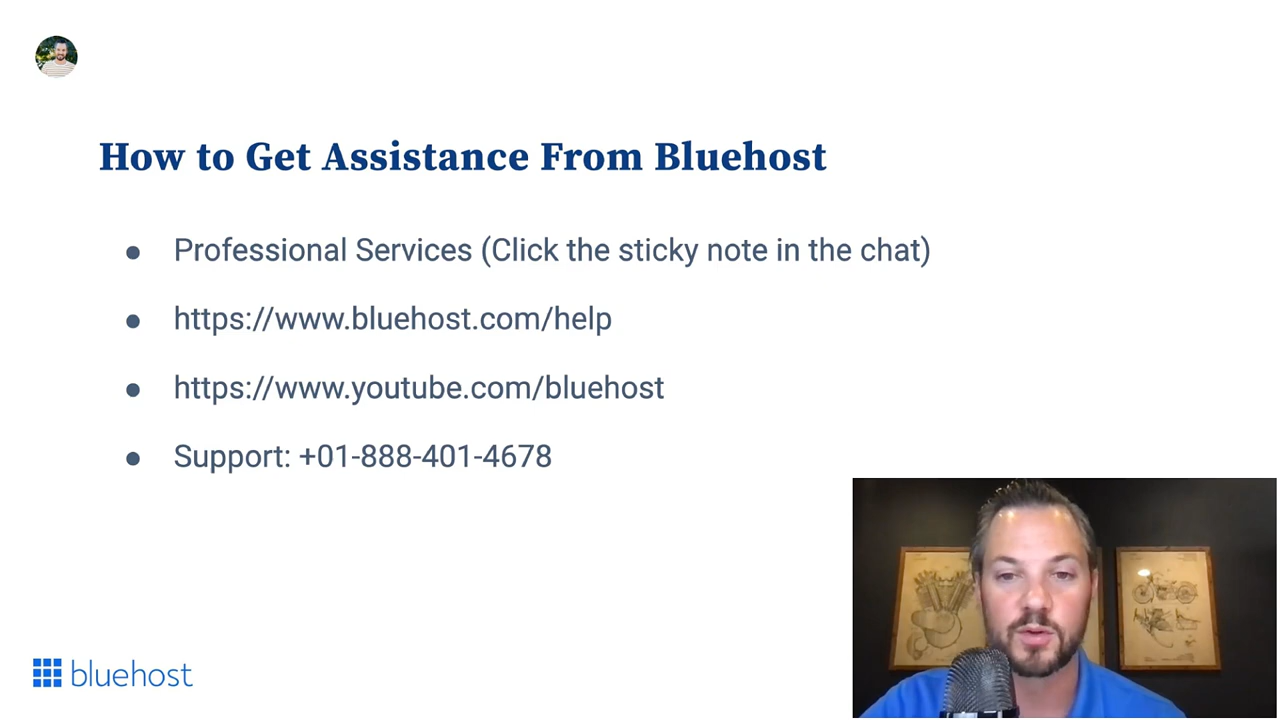 How to Get Assistance From Bluehost
● Professional Services (Click the sticky note in the chat)
● https://www.bluehost.com/help
● https://www.youtube.com/bluehost
● Support: +01-888-401-4678
bluehost